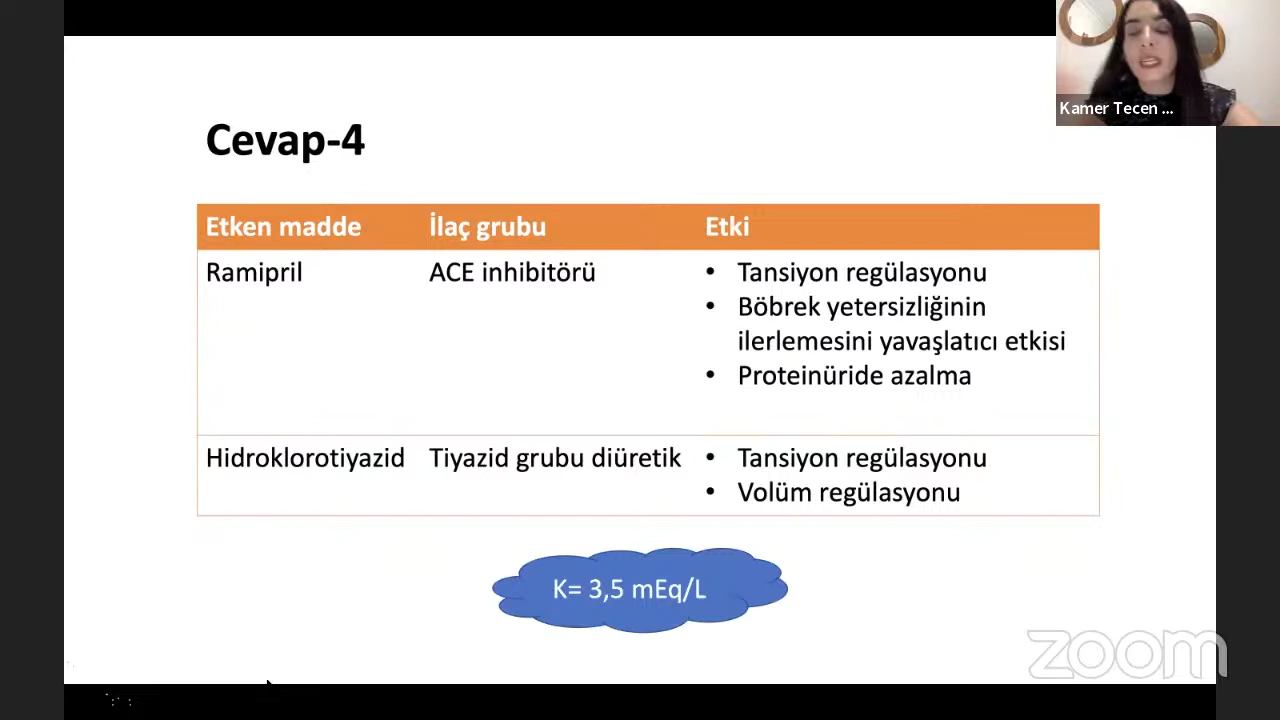 Kamer Tecen ...
Cevap-4
Etken madde İlaç grubu Etki
Ramipril ACE inhibitörü • Tansiyon regülasyonu
• Böbrek yetersizliğinin
ilerlemesini yavaşlatıcı etkisi
• Proteinüride azalma
Hidroklorotiyazid Tiyazid grubu diüretik • Tansiyon regülasyonu
• Volüm regülasyonu
K= 3,5 mEq/L
zoom